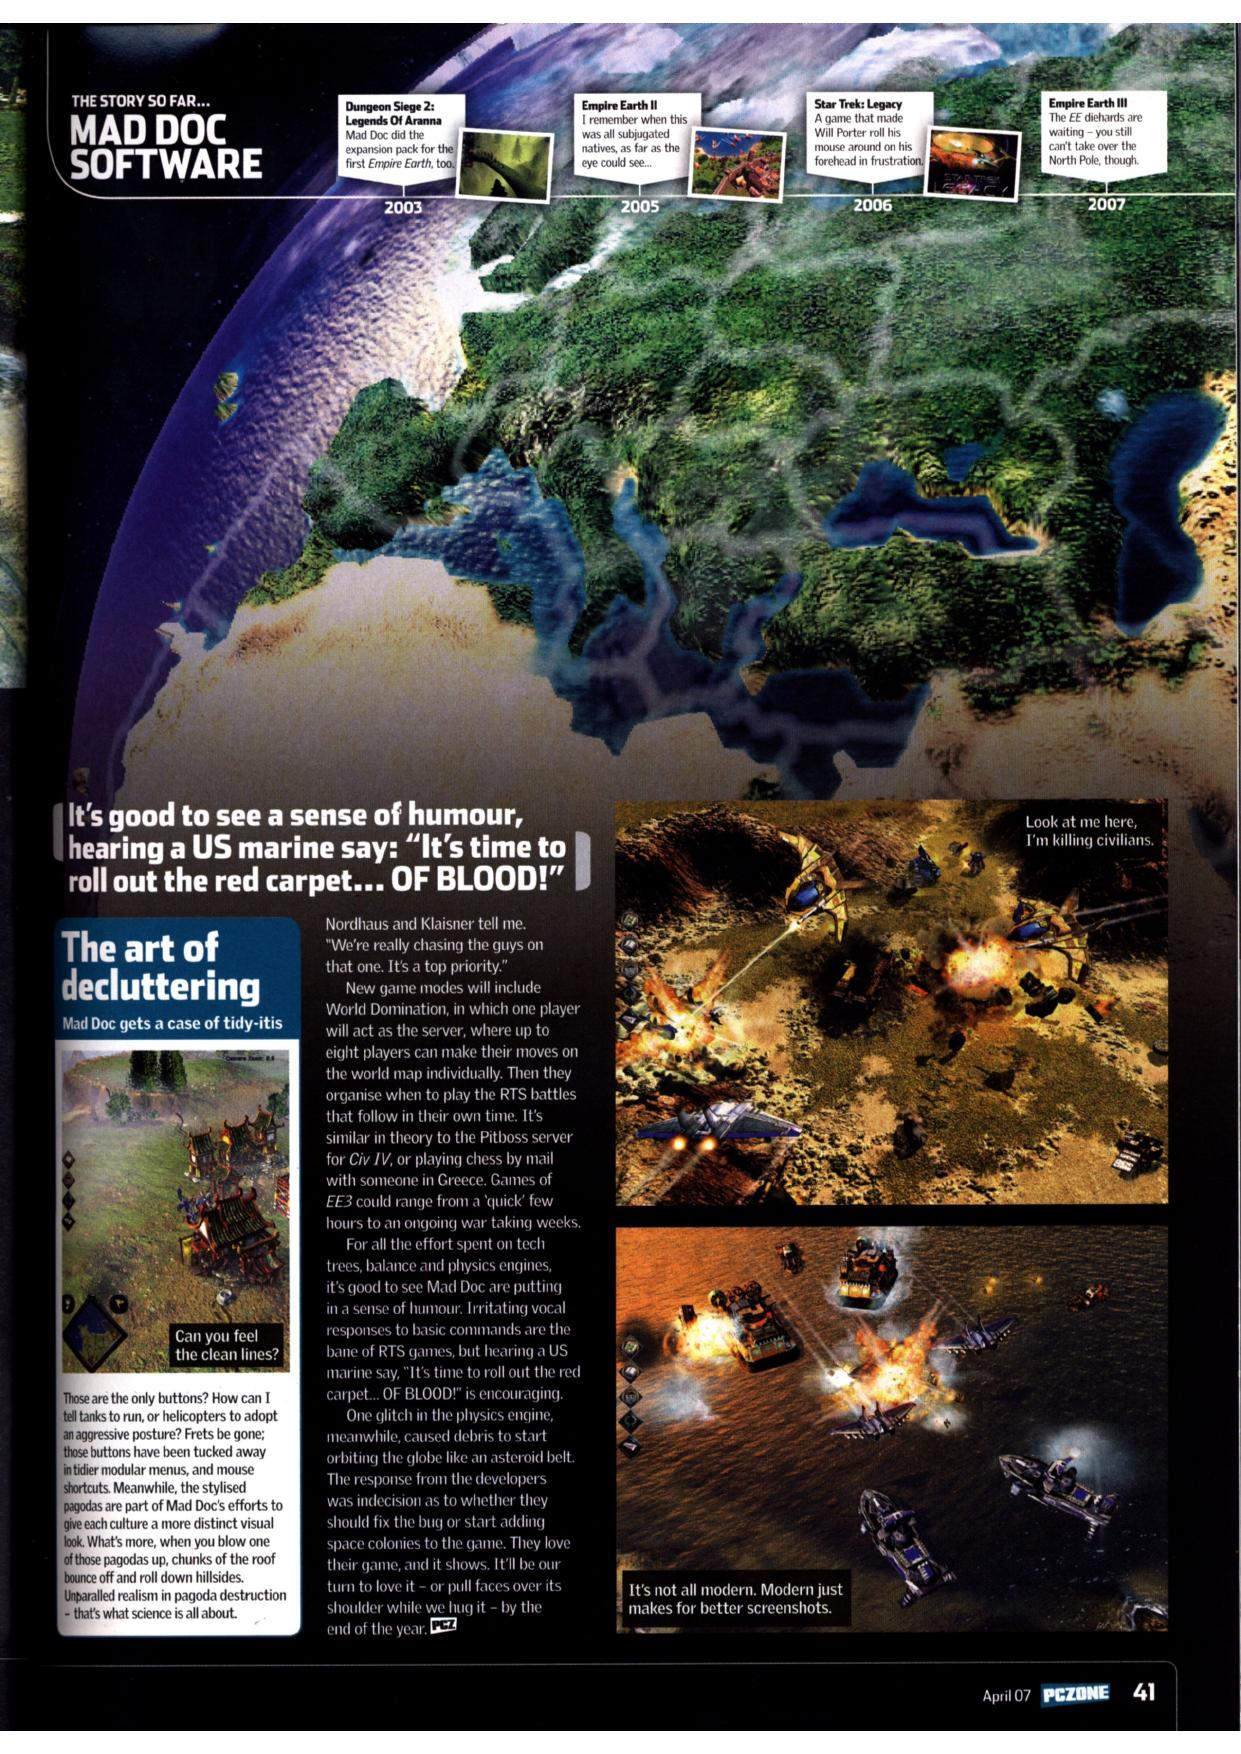 THE STORY SO FAR...
MAD DOC
SOFTWARE
Dungeon Siege 2:
Legends Of Aranna
Mad Doc did the
expansion pack for the
first Empire Earth, too.
2003
Empire Earth II
I remember when this
was all subjugated
natives, as far as the
eye could see...
2005
Star Trek: Legacy
A game that made
Will Porter roll his
mouse around on his
forehead in frustration.
2006
STAR TREK
LEGACY
Empire Earth III
The EE diehards are
waiting – you still
can't take over the
North Pole, though.
2007
It's good to see a sense of humour,
hearing a US marine say: "It's time to
roll out the red carpet... OF BLOOD!"
The art of
decluttering
Mad Doc gets a case of tidy-itis
Can you feel
the clean lines?
Those are the only buttons? How can I
tell tanks to run, or helicopters to adopt
an aggressive posture? Frets be gone;
those buttons have been tucked away
in tidier modular menus, and mouse
shortcuts. Meanwhile, the stylised
pagodas are part of Mad Doc's efforts to
give each culture a more distinct visual
look. What's more, when you blow one
of those pagodas up, chunks of the roof
bounce off and roll down hillsides.
Unparalled realism in pagoda destruction
– that's what science is all about.
Nordhaus and Klaisner tell me.
"We're really chasing the guys on
that one. It's a top priority."
New game modes will include
World Domination, in which one player
will act as the server, where up to
eight players can make their moves on
the world map individually. Then they
organise when to play the RTS battles
that follow in their own time. It's
similar in theory to the Pitboss server
for Civ IV, or playing chess by mail
with someone in Greece. Games of
EE3 could range from a 'quick' few
hours to an ongoing war taking weeks.
For all the effort spent on tech
trees, balance and physics engines,
it's good to see Mad Doc are putting
in a sense of humour. Irritating vocal
responses to basic commands are the
bane of RTS games, but hearing a US
marine say, "It's time to roll out the red
carpet... OF BLOOD!" is encouraging.
One glitch in the physics engine,
meanwhile, caused debris to start
orbiting the globe like an asteroid belt.
The response from the developers
was indecision as to whether they
should fix the bug or start adding
space colonies to the game. They love
their game, and it shows. It'll be our
turn to love it – or pull faces over its
shoulder while we hug it – by the
end of the year. PCZ
Look at me here,
I'm killing civilians.
It's not all modern. Modern just
makes for better screenshots.
April 07 PCZONE 41